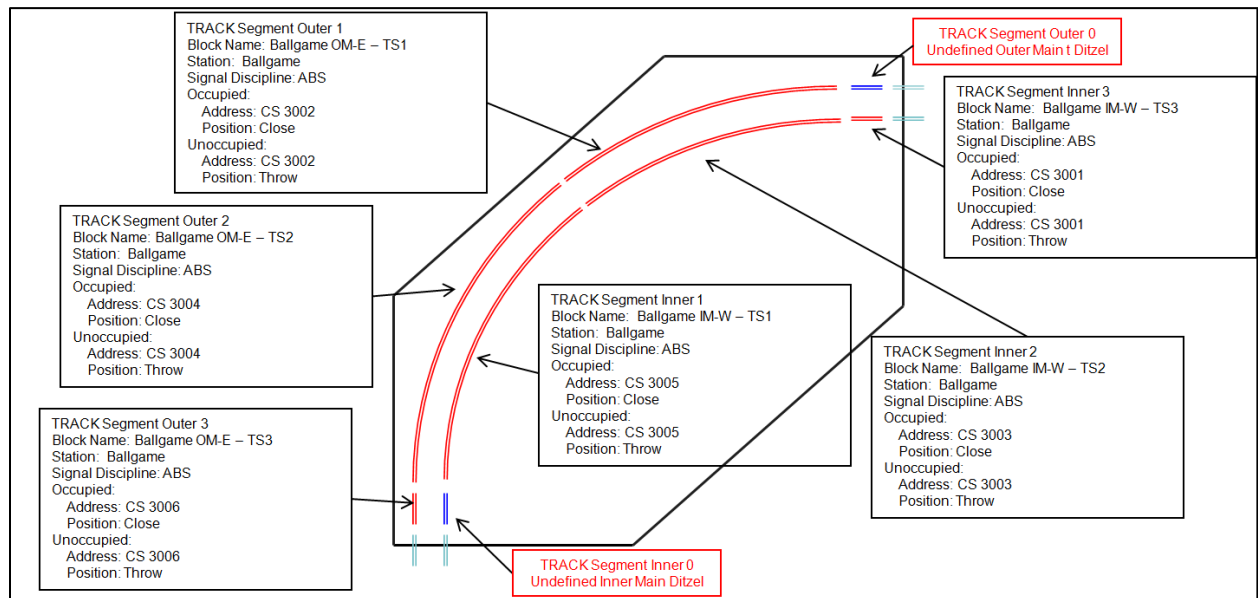 TRACK Segment Outer 1
Block Name: Ballgame OM-E – TS1
Station: Ballgame
Signal Discipline: ABS
Occupied:
Address: CS 3002
Position: Close
Unoccupied:
Address: CS 3002
Position: Throw
TRACK Segment Outer 0
Undefined Outer Main t Ditzel
TRACK Segment Inner 3
Block Name: Ballgame IM-W – TS3
Station: Ballgame
Signal Discipline: ABS
Occupied:
Address: CS 3001
Position: Close
Unoccupied:
Address: CS 3001
Position: Throw
TRACK Segment Outer 2
Block Name: Ballgame OM-E – TS2
Station: Ballgame
Signal Discipline: ABS
Occupied:
Address: CS 3004
Position: Close
Unoccupied:
Address: CS 3004
Position: Throw
TRACK Segment Inner 1
Block Name: Ballgame IM-W – TS1
Station: Ballgame
Signal Discipline: ABS
Occupied:
Address: CS 3005
Position: Close
Unoccupied:
Address: CS 3005
Position: Throw
TRACK Segment Inner 2
Block Name: Ballgame IM-W – TS2
Station: Ballgame
Signal Discipline: ABS
Occupied:
Address: CS 3003
Position: Close
Unoccupied:
Address: CS 3003
Position: Throw
TRACK Segment Outer 3
Block Name: Ballgame OM-E – TS3
Station: Ballgame
Signal Discipline: ABS
Occupied:
Address: CS 3006
Position: Close
Unoccupied:
Address: CS 3006
Position: Throw
TRACK Segment Inner 0
Undefined Inner Main Ditzel